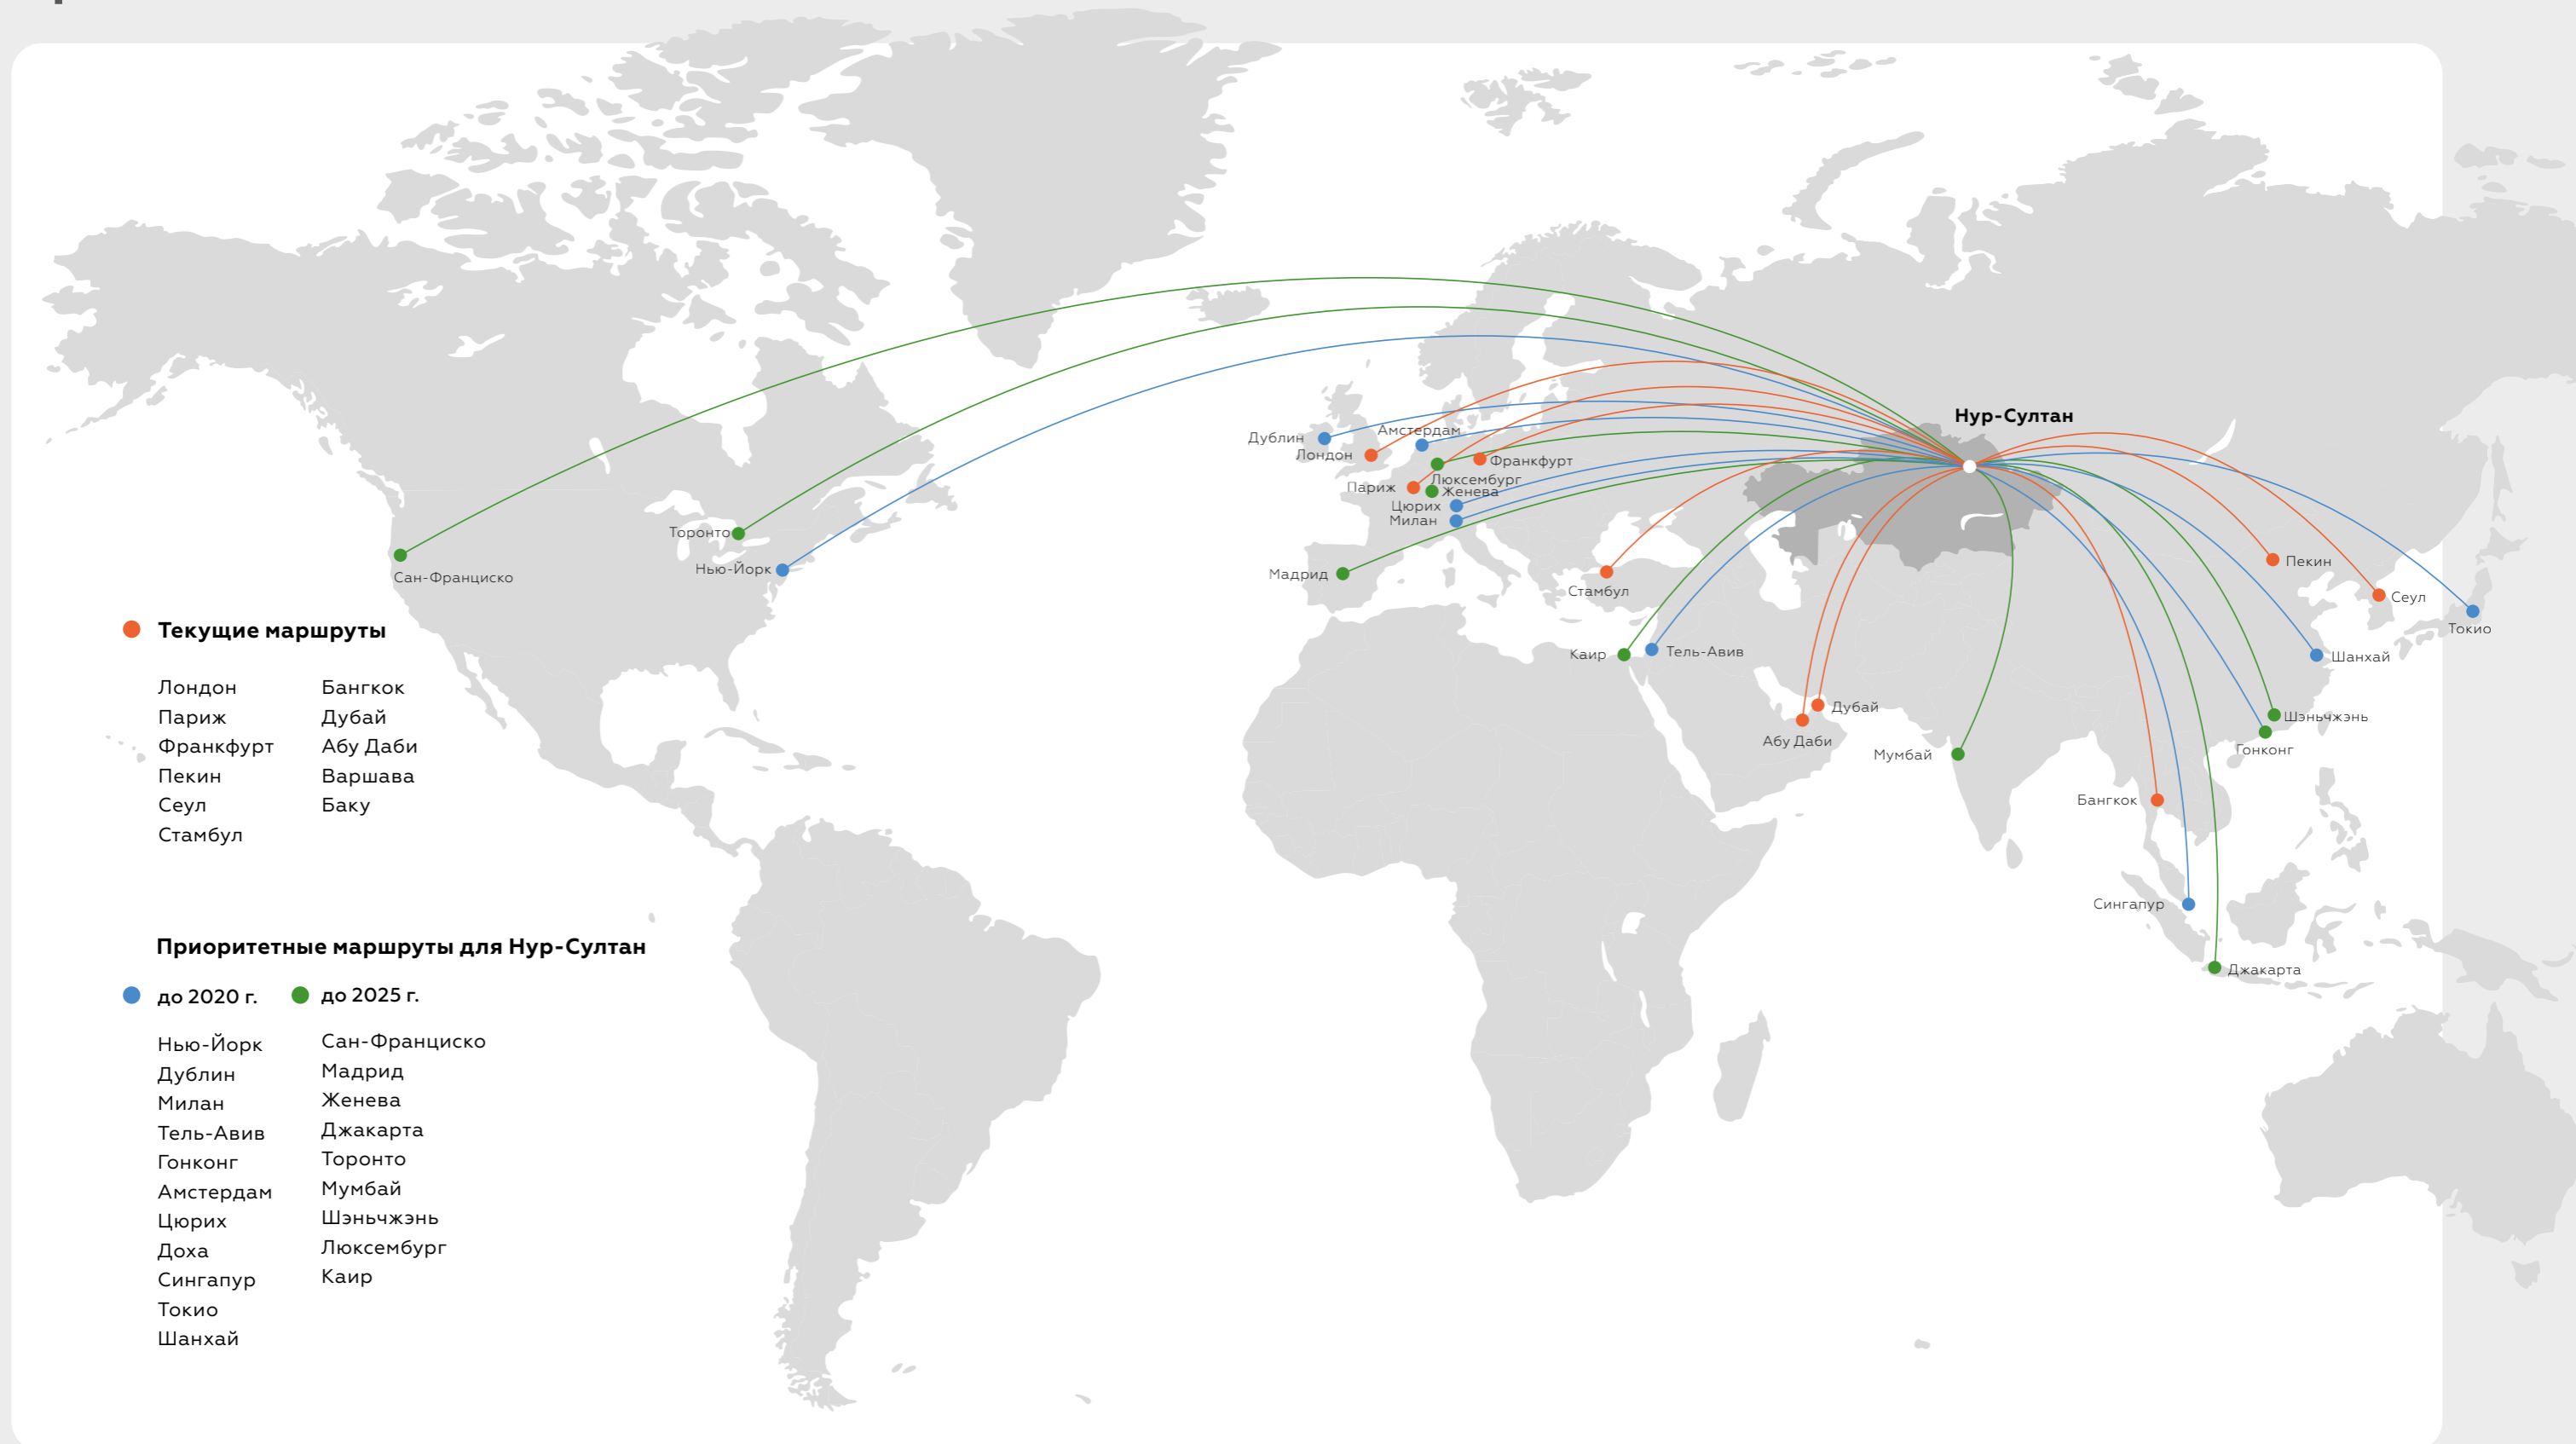 Нур-Султан
Дублин
Амстердам
Лондон
Франкфурт
Люксембург
Париж
Женева
Цюрих
Милан
Торонто
Нью-Йорк
Сан-Франциско
Мадрид
Стамбул
Пекин
Сеул
Токио
Каир
Тель-Авив
Шанхай
Дубай
Шэньчжэнь
Абу Даби
Гонконг
Мумбай
Бангкок
Сингапур
Джакарта
Текущие маршруты
Лондон
Париж
Франкфурт
Пекин
Сеул
Стамбул
Бангкок
Дубай
Абу Даби
Варшава
Баку
Приоритетные маршруты для Нур-Султан
до 2020 г.
Нью-Йорк
Дублин
Милан
Тель-Авив
Гонконг
Амстердам
Цюрих
Доха
Сингапур
Токио
Шанхай
до 2025 г.
Сан-Франциско
Мадрид
Женева
Джакарта
Торонто
Мумбай
Шэньчжэнь
Люксембург
Каир